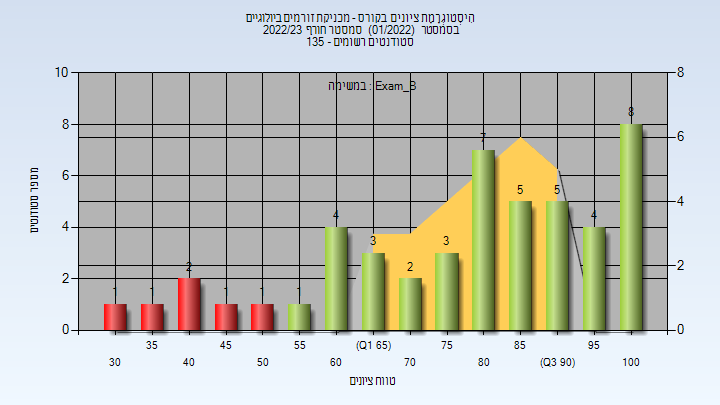 היסטוגרמת ציונים בקורס - מכניקת זורמים ביולוגיים
בסמסטר (01/2022) סמסטר חורף 2022/23
סטודנטים רשומים - 135
במשימה : Exam_B
10 8 6 4 2 0
8 6 4 2 0
מספר סטודנטים
1 1 2 1 1 1 4 3 2 3 7 5 5 4 8
35 45 55 (Q1 65) 75 85 95
30 40 50 60 70 80 (Q3 90) 100
טווח ציונים